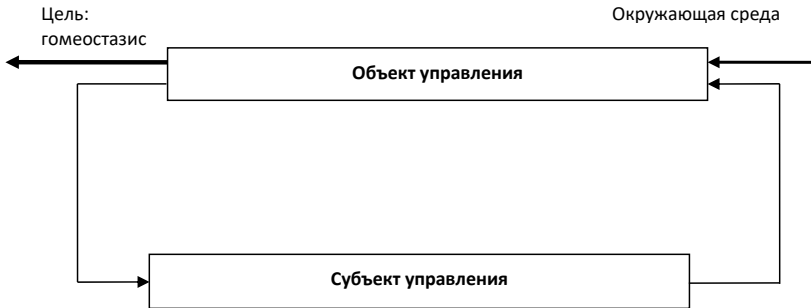 Цель:
гомеостазис
Окружающая среда
Объект управления
Субъект управления